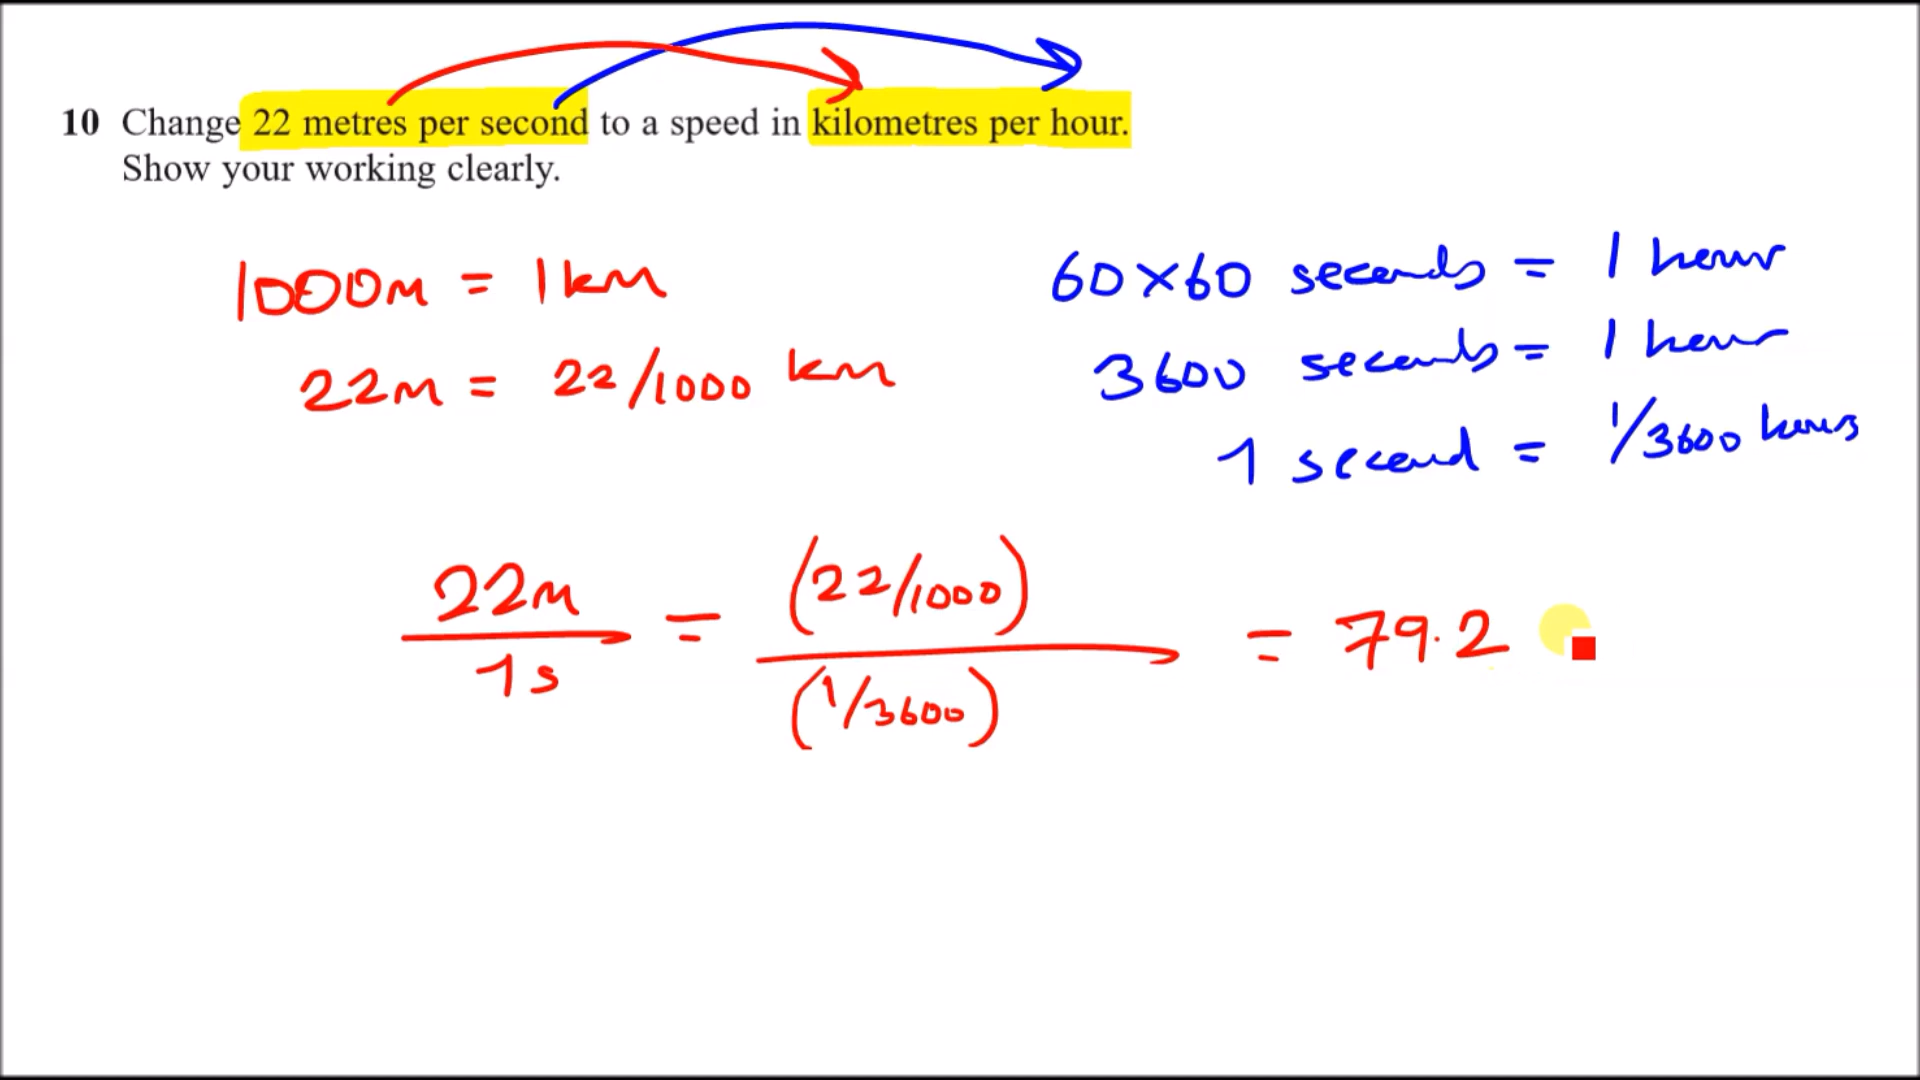 10 Change 22 metres per second to a speed in kilometres per hour.
Show your working clearly.
1000m = 1km
22m = 22/1000 km
60×60 seconds = 1 hour
3600 seconds = 1 hour
1 second = 1/3600 hours
22m = (22/1000) = 79.2
1s (1/3600)